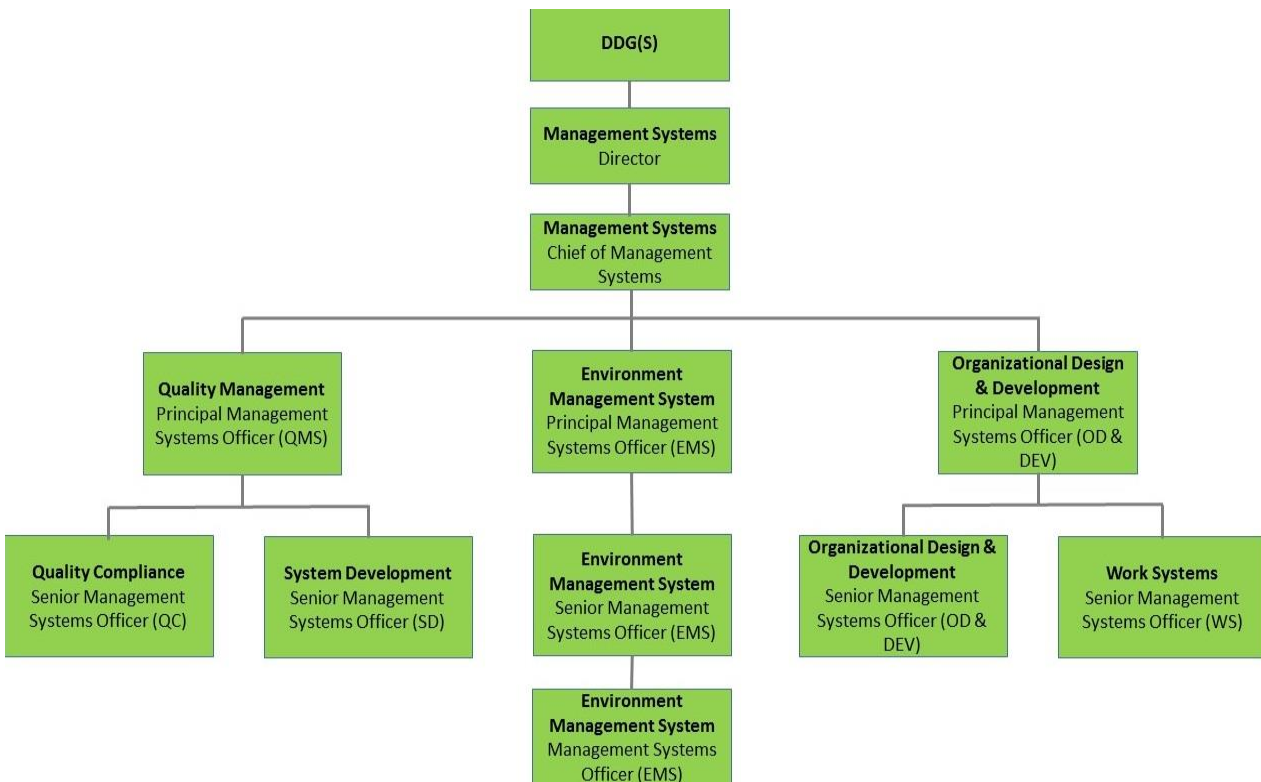 DDG(S)
Management Systems
Director
Management Systems
Chief of Management
Systems
Quality Management
Principal Management
Systems Officer (QMS)
Environment
Management System
Principal Management
Systems Officer (EMS)
Organizational Design
& Development
Principal Management
Systems Officer (OD &
DEV)
Quality Compliance
Senior Management
Systems Officer (QC)
System Development
Senior Management
Systems Officer (SD)
Environment
Management System
Senior Management
Systems Officer (EMS)
Organizational Design &
Development
Senior Management
Systems Officer (OD &
DEV)
Work Systems
Senior Management
Systems Officer (WS)
Environment
Management System
Management Systems
Officer (EMS)